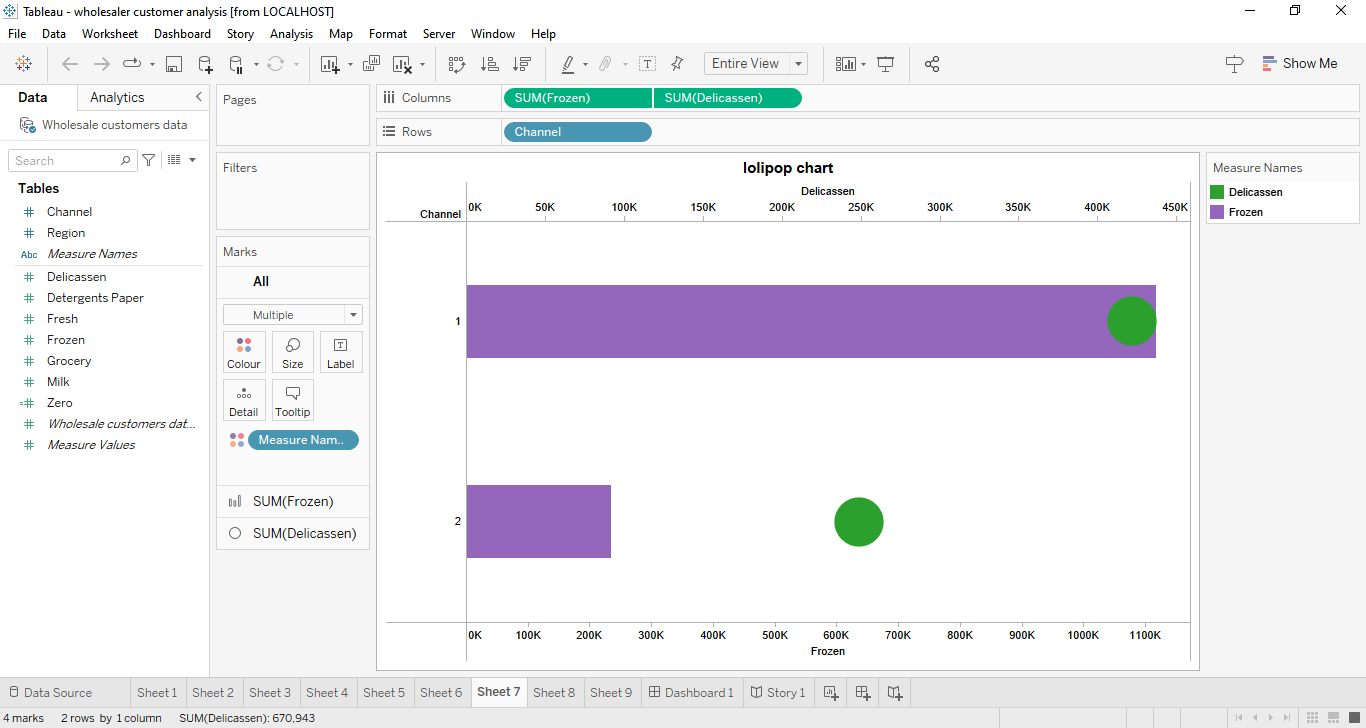 Tableau - wholesaler customer analysis [from LOCALHOST]
File Data Worksheet Dashboard Story Analysis Map Format Server Window Help
Entire View
Show Me
Data Analytics
Wholesale customers data
Search
Tables
Channel
Region
Abc Measure Names
Delicassen
Detergents Paper
Fresh
Frozen
Grocery
Milk
Zero
Wholesale customers dat...
Measure Values
Pages
Filters
Marks
All
Multiple
Colour Size Label
Detail Tooltip
Measure Nam..
SUM(Frozen)
SUM(Delicassen)
Columns SUM(Frozen) SUM(Delicassen)
Rows Channel
lolipop chart
Delicassen
Channel 0K 50K 100K 150K 200K 250K 300K 350K 400K 450K
1
2
0K 100K 200K 300K 400K 500K 600K 700K 800K 900K 1000K 1100K
Frozen
Measure Names
Delicassen
Frozen
Data Source Sheet 1 Sheet 2 Sheet 3 Sheet 4 Sheet 5 Sheet 6 Sheet 7 Sheet 8 Sheet 9 Dashboard 1 Story 1
4 marks 2 rows by 1 column SUM(Delicassen): 670,943